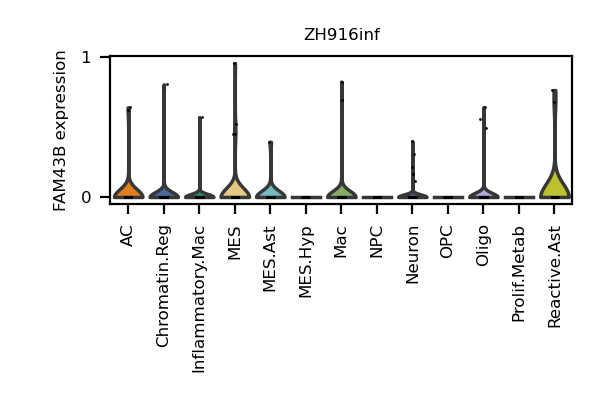 ZH916inf
FAM43B expression
1
0
AC
Chromatin.Reg
Inflammatory.Mac
MES
MES.Ast
MES.Hyp
Mac
NPC
Neuron
OPC
Oligo
Prolif.Metab
Reactive.Ast